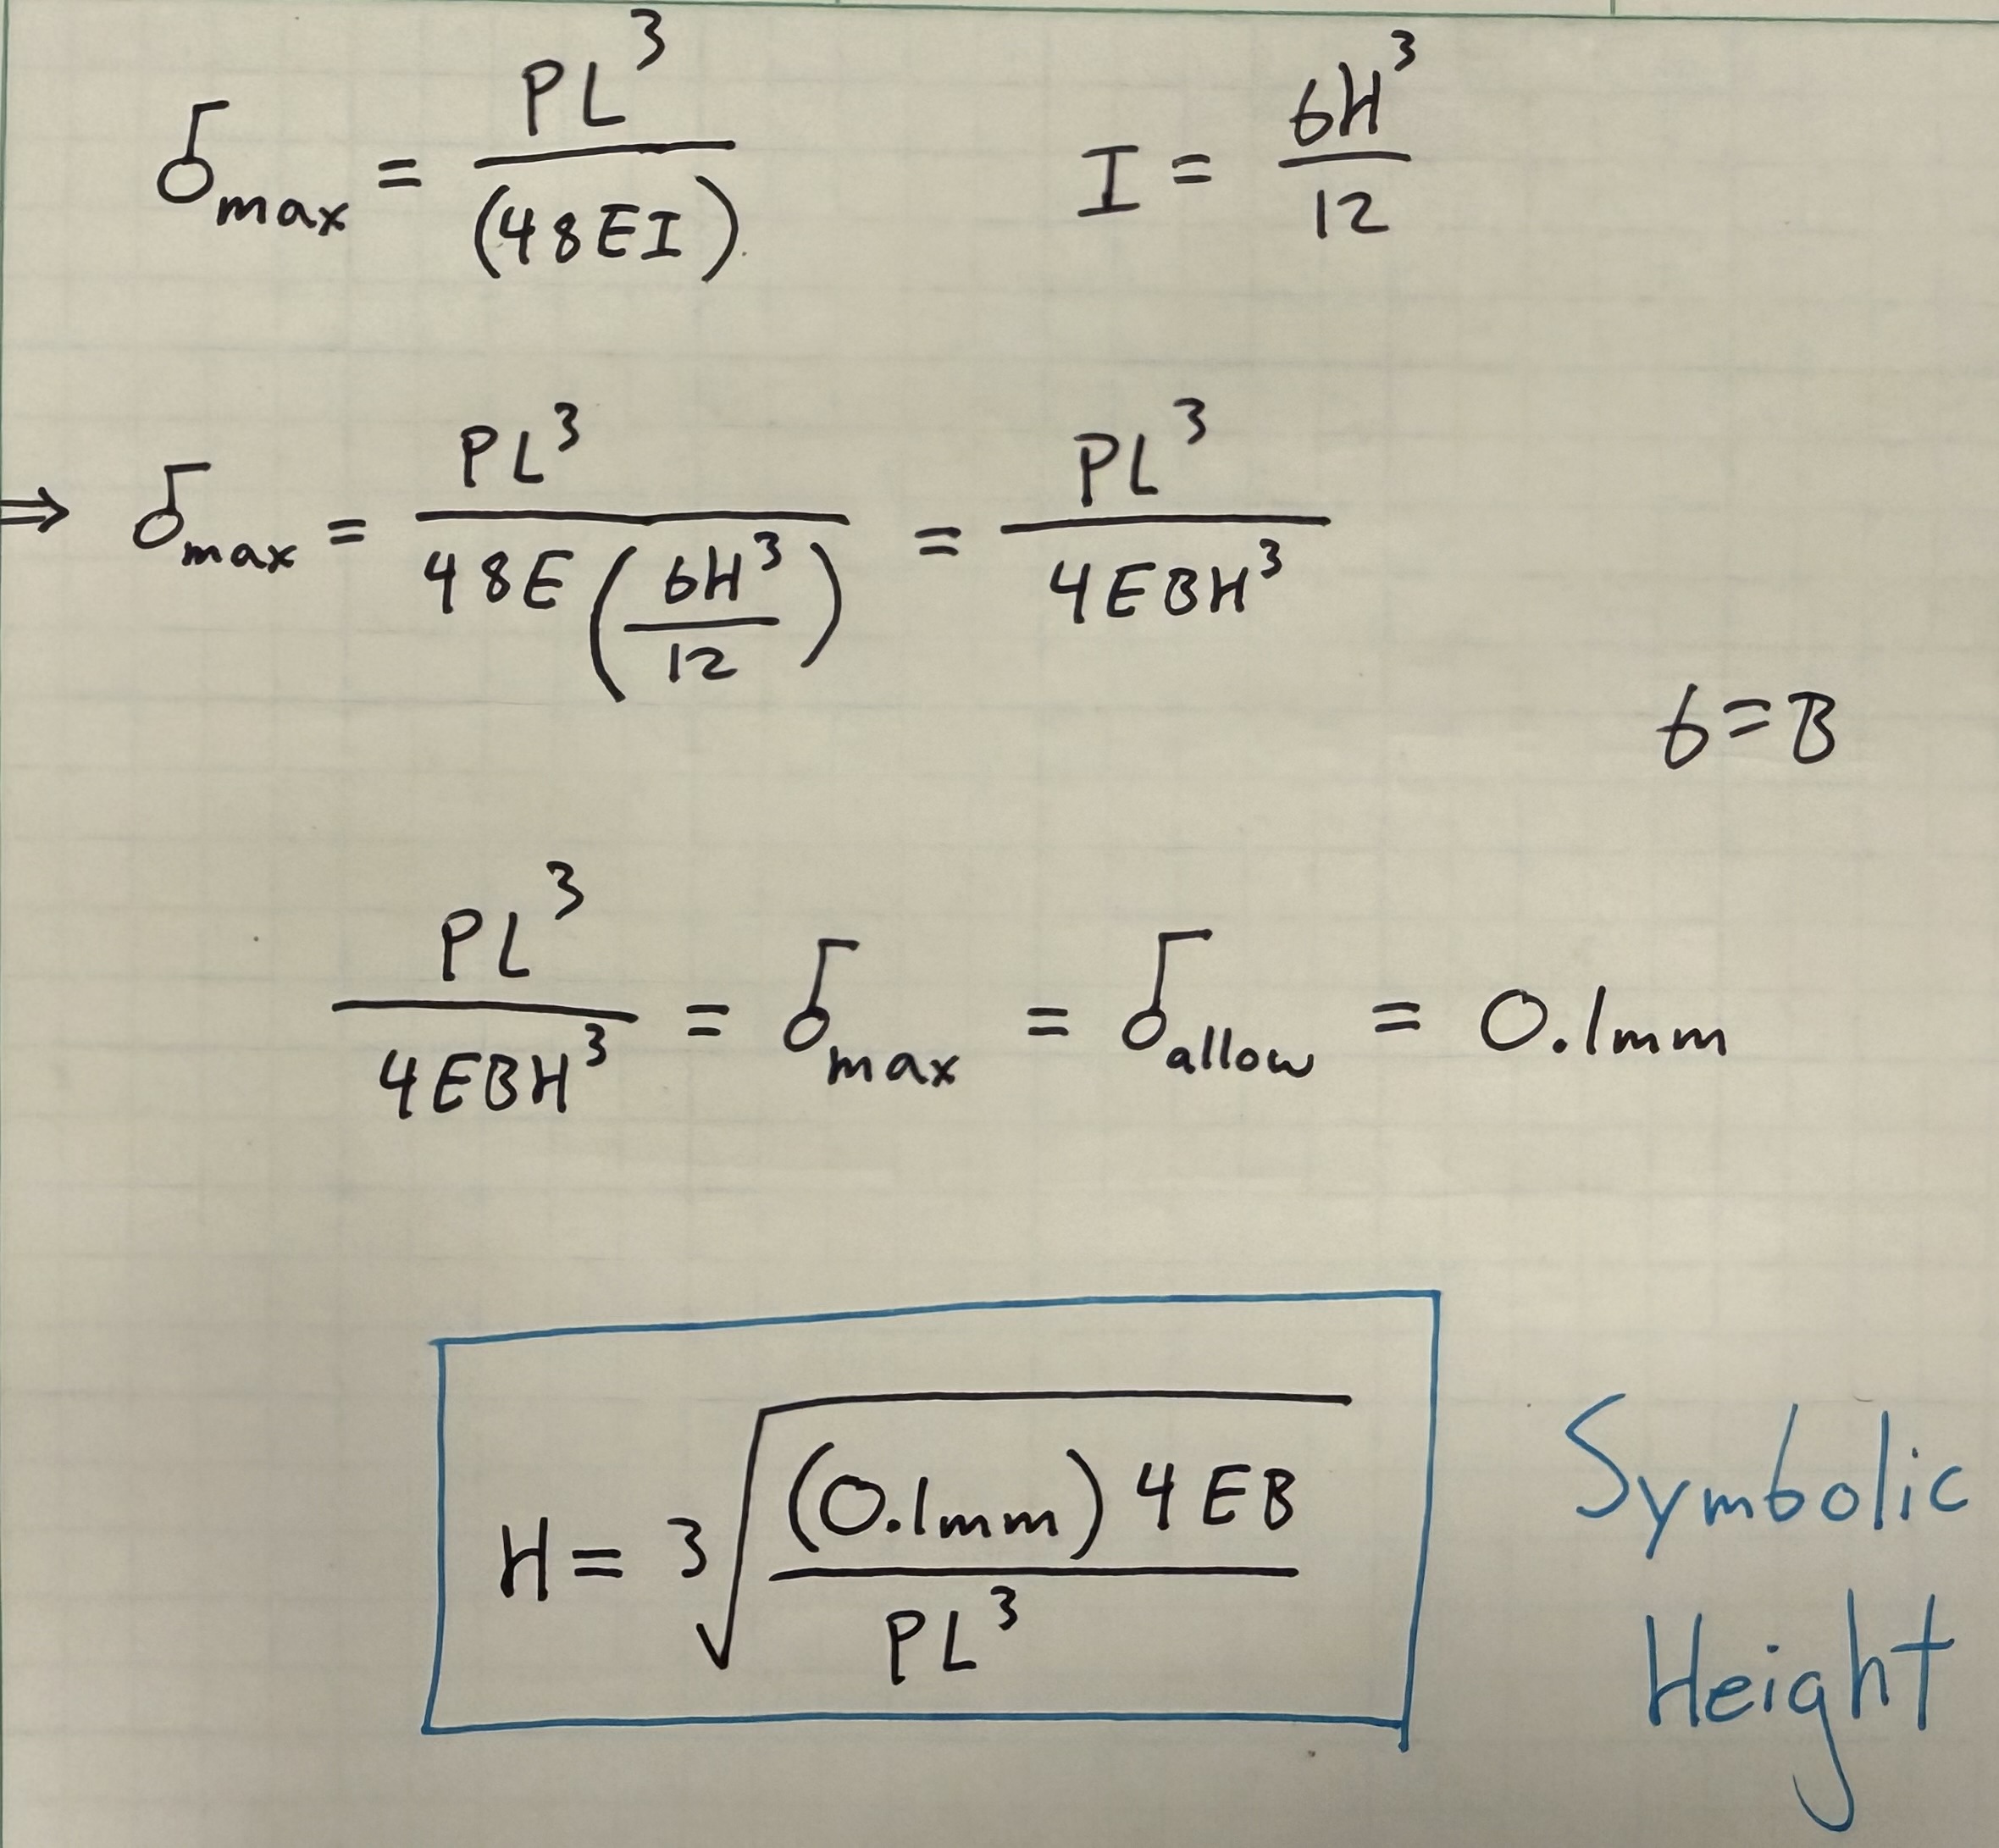 δmax = PL³/(48EI)    I = bH³/12
⇒ δmax = PL³/(48E(bH³/12)) = PL³/(4EBH³)
b = B
PL³/(4EBH³) = δmax = δallow = 0.1mm
H = ∛((0.1mm) 4EB / PL³)
Symbolic
Height